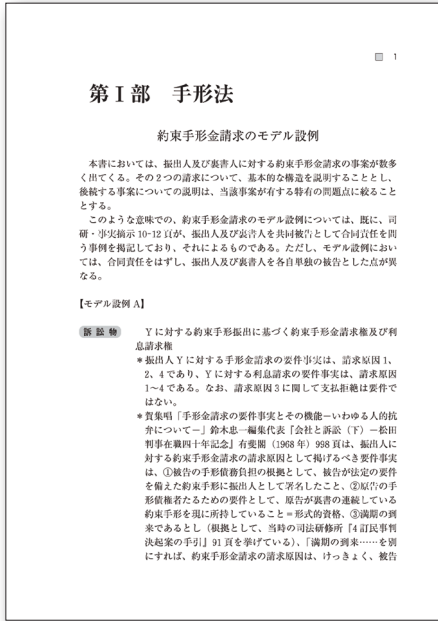 1
第Ⅰ部　手形法
約束手形金請求のモデル設例
本書においては、振出人及び裏書人に対する約束手形金請求の事案が数多
く出てくる。その2つの請求について、基本的な構造を説明することとし、
後続する事案についての説明は、当該事案が有する特有の問題点に絞ること
とする。
このような意味での、約束手形金請求のモデル設例については、既に、司
研・事実摘示10-12頁が、振出人及び裏書人を共同被告として合同責任を問
う事例を掲記しており、それによるものである。ただし、モデル設例におい
ては、合同責任をはずし、振出人及び裏書人を各自単独の被告とした点が異
なる。
【モデル設例A】
訴訟物　Yに対する約束手形振出に基づく約束手形金請求権及び利
息請求権
＊振出人Yに対する手形金請求の要件事実は、請求原因1、
2、4であり、Yに対する利息請求の要件事実は、請求原因
1〜4である。なお、請求原因3に関して支払拒絶は要件で
はない。
＊賀集唱「手形金請求の要件事実とその機能－いわゆる人的抗
弁について－」鈴木忠一編集代表『会社と訴訟（下）－松田
判事在職四十年記念』有斐閣（1968年）998頁は、振出人に
対する約束手形金請求の請求原因として掲げるべき要件事実
は、①被告の手形債務負担の根拠として、被告が法定の要件
を備えた約束手形に振出人として署名したこと、②原告の手
形債権者たるための要件として、原告が裏書の連続している
約束手形を現に所持していること＝形式的資格、③満期の到
来であるとし（根拠として、当時の司法研修所『4訂民事判
決起案の手引』91頁を挙げている）、「満期の到来……を別
にすれば、約束手形金請求の請求原因は、けっきょく、被告